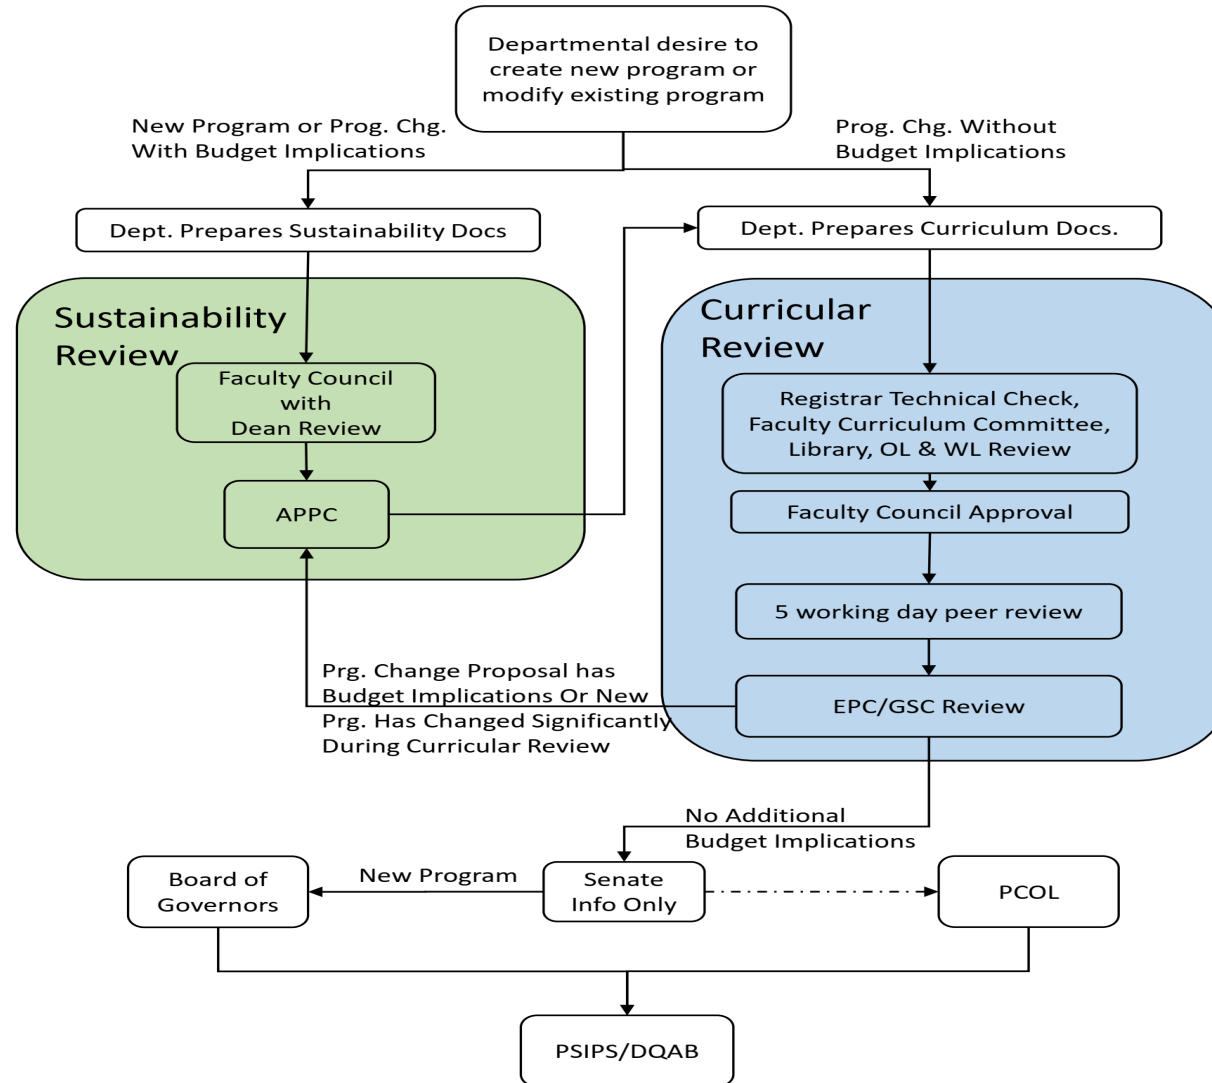 Departmental desire to
create new program or
modify existing program
New Program or Prog. Chg.
With Budget Implications
Prog. Chg. Without
Budget Implications
Dept. Prepares Sustainability Docs
Dept. Prepares Curriculum Docs.
Sustainability
Review
Faculty Council
with
Dean Review
APPC
Curricular
Review
Registrar Technical Check,
Faculty Curriculum Committee,
Library, OL & WL Review
Faculty Council Approval
5 working day peer review
EPC/GSC Review
Prg. Change Proposal has
Budget Implications Or New
Prg. Has Changed Significantly
During Curricular Review
No Additional
Budget Implications
Board of
Governors
New Program
Senate
Info Only
PCOL
PSIPS/DQAB